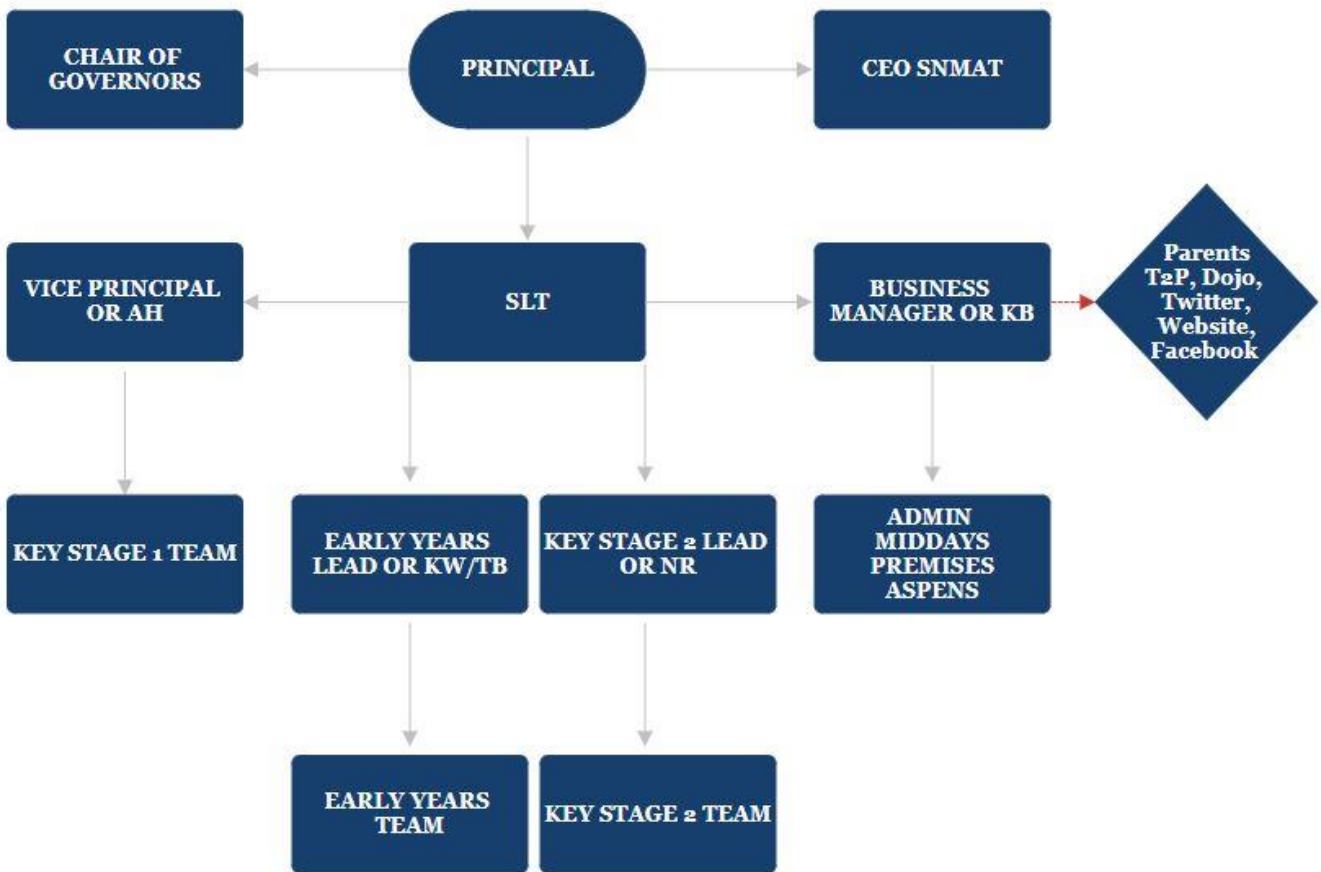 CHAIR OF
GOVERNORS
PRINCIPAL
CEO SNMAT
VICE PRINCIPAL
OR AH
SLT
BUSINESS
MANAGER OR KB
Parents
T2P, Dojo,
Twitter,
Website,
Facebook
KEY STAGE 1 TEAM
EARLY YEARS
LEAD OR KW/TB
KEY STAGE 2 LEAD
OR NR
ADMIN
MIDDAYS
PREMISES
ASPENS
EARLY YEARS
TEAM
KEY STAGE 2 TEAM